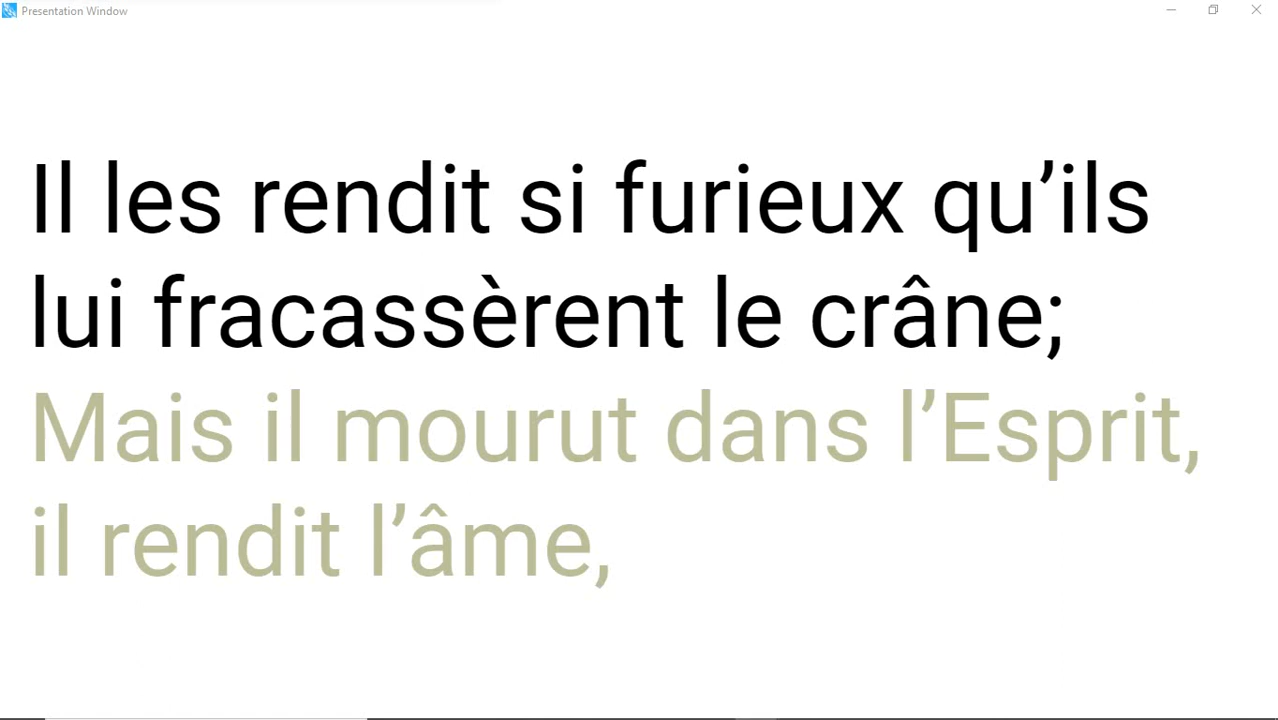 Presentation Window
Il les rendit si furieux qu’ils
lui fracassèrent le crâne;
Mais il mourut dans l’Esprit,
il rendit l’âme,